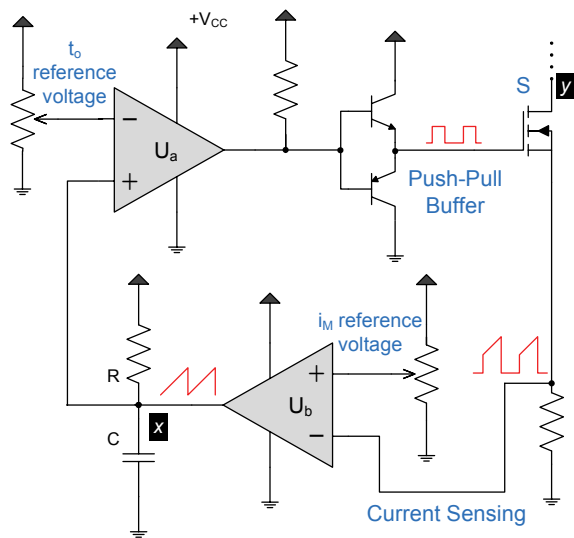 +VCC
to
reference
voltage
S
y
−
Ua
+
Push-Pull
Buffer
iM reference
voltage
R
+
x
Ub
C
−
Current Sensing